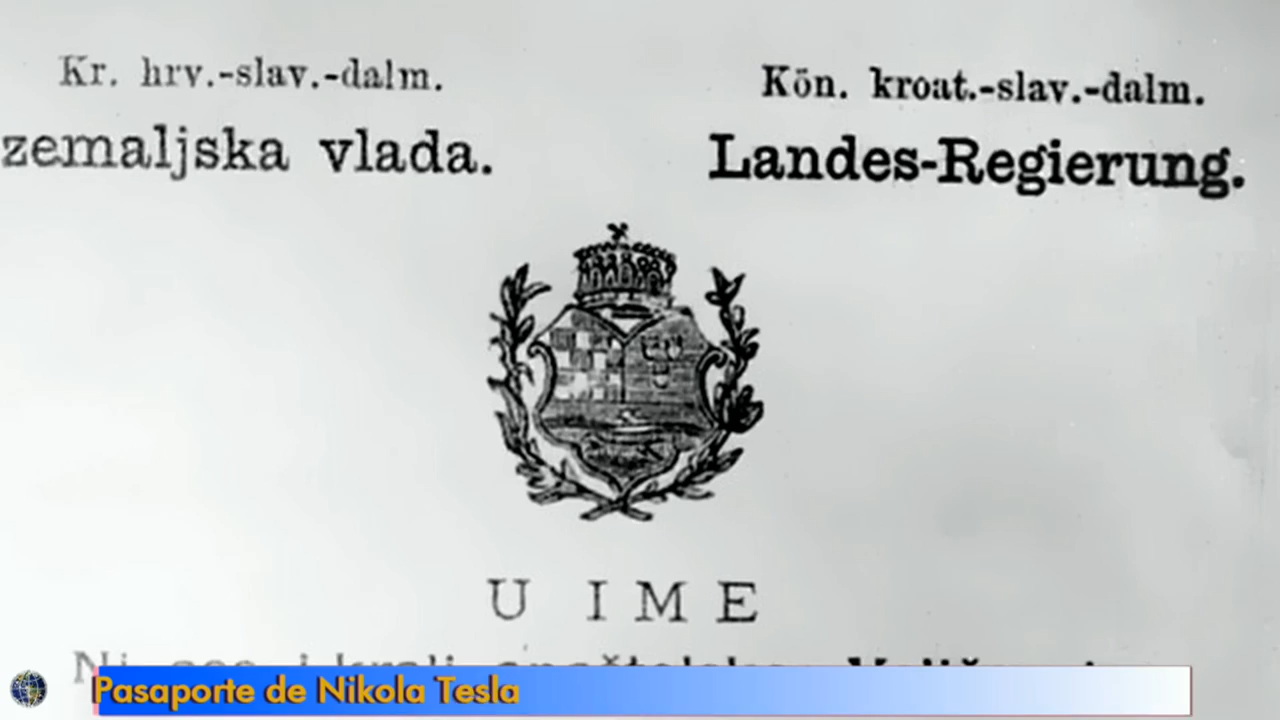 Kr. hrv.-slav.-dalm.
zemaljska vlada.
Kön. kroat.-slav.-dalm.
Landes-Regierung.
U IME
Pasaporte de Nikola Tesla